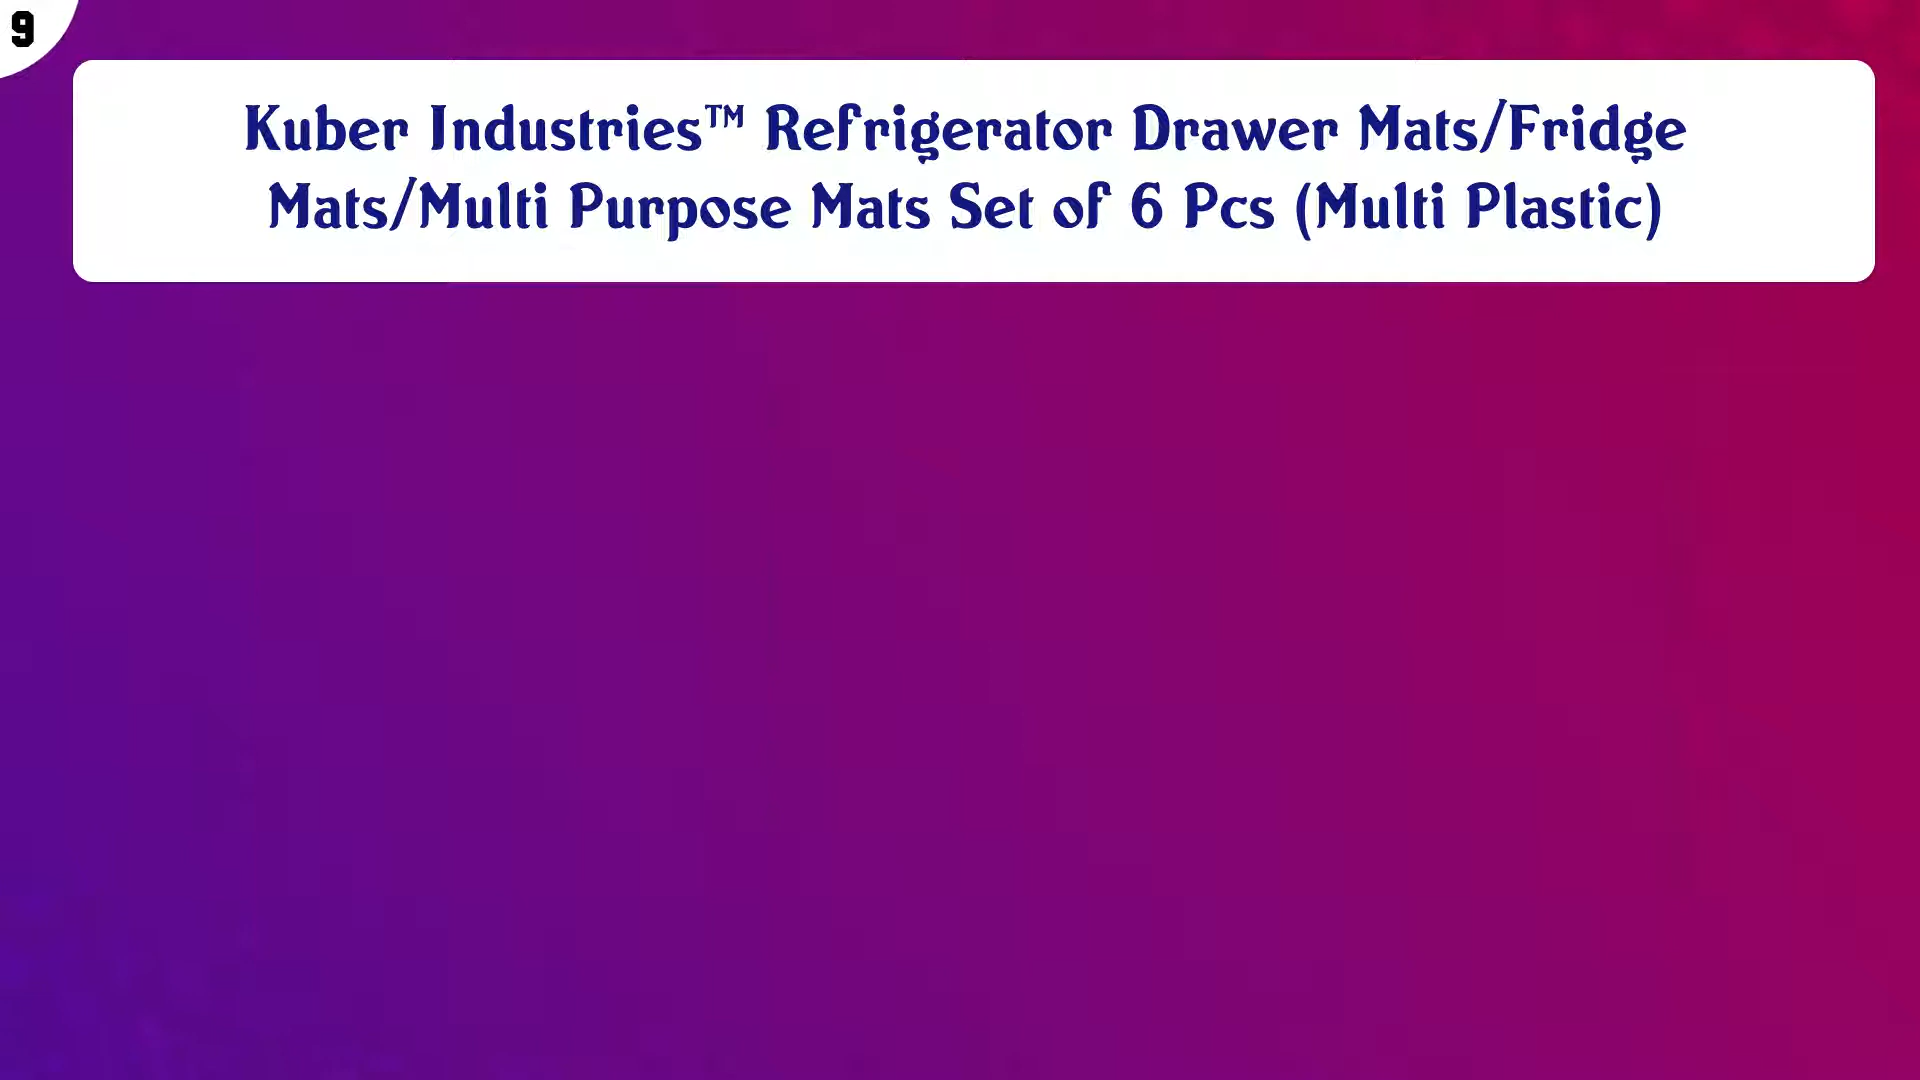 9
Kuber Industries™ Refrigerator Drawer Mats/Fridge
Mats/Multi Purpose Mats Set of 6 Pcs (Multi Plastic)